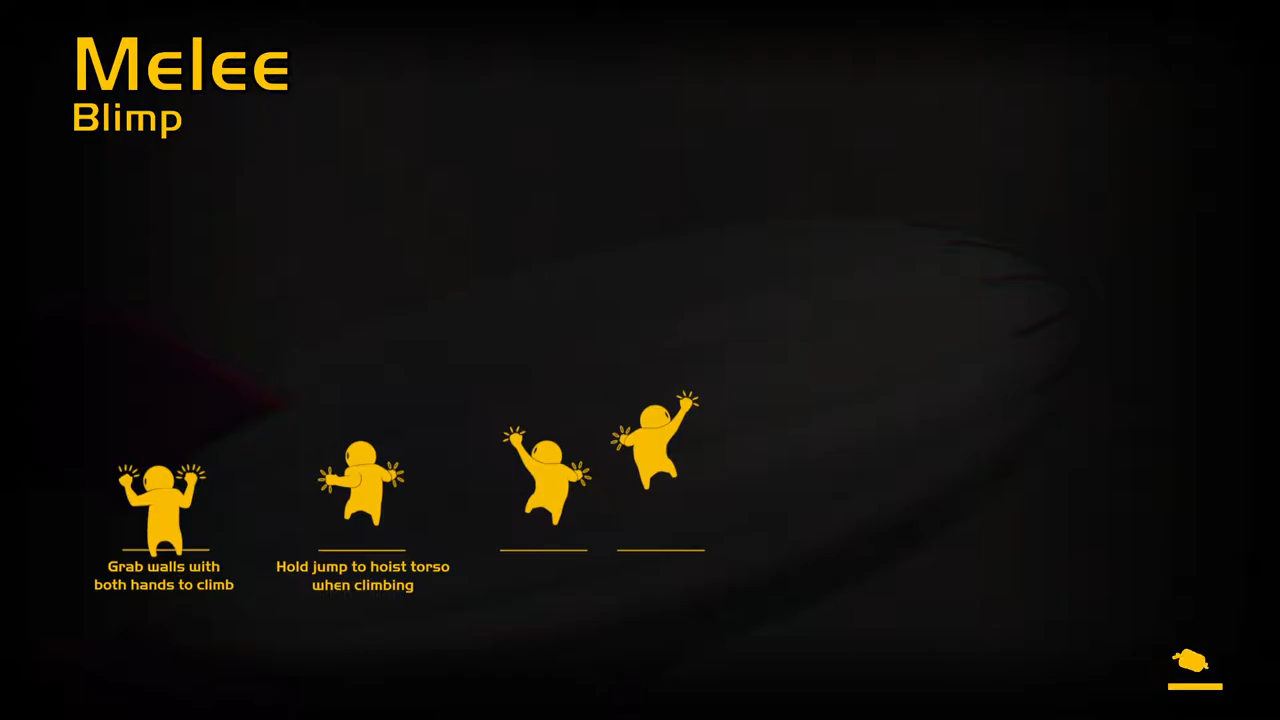 Melee
Blimp
Grab walls with
both hands to climb
Hold jump to hoist torso
when climbing